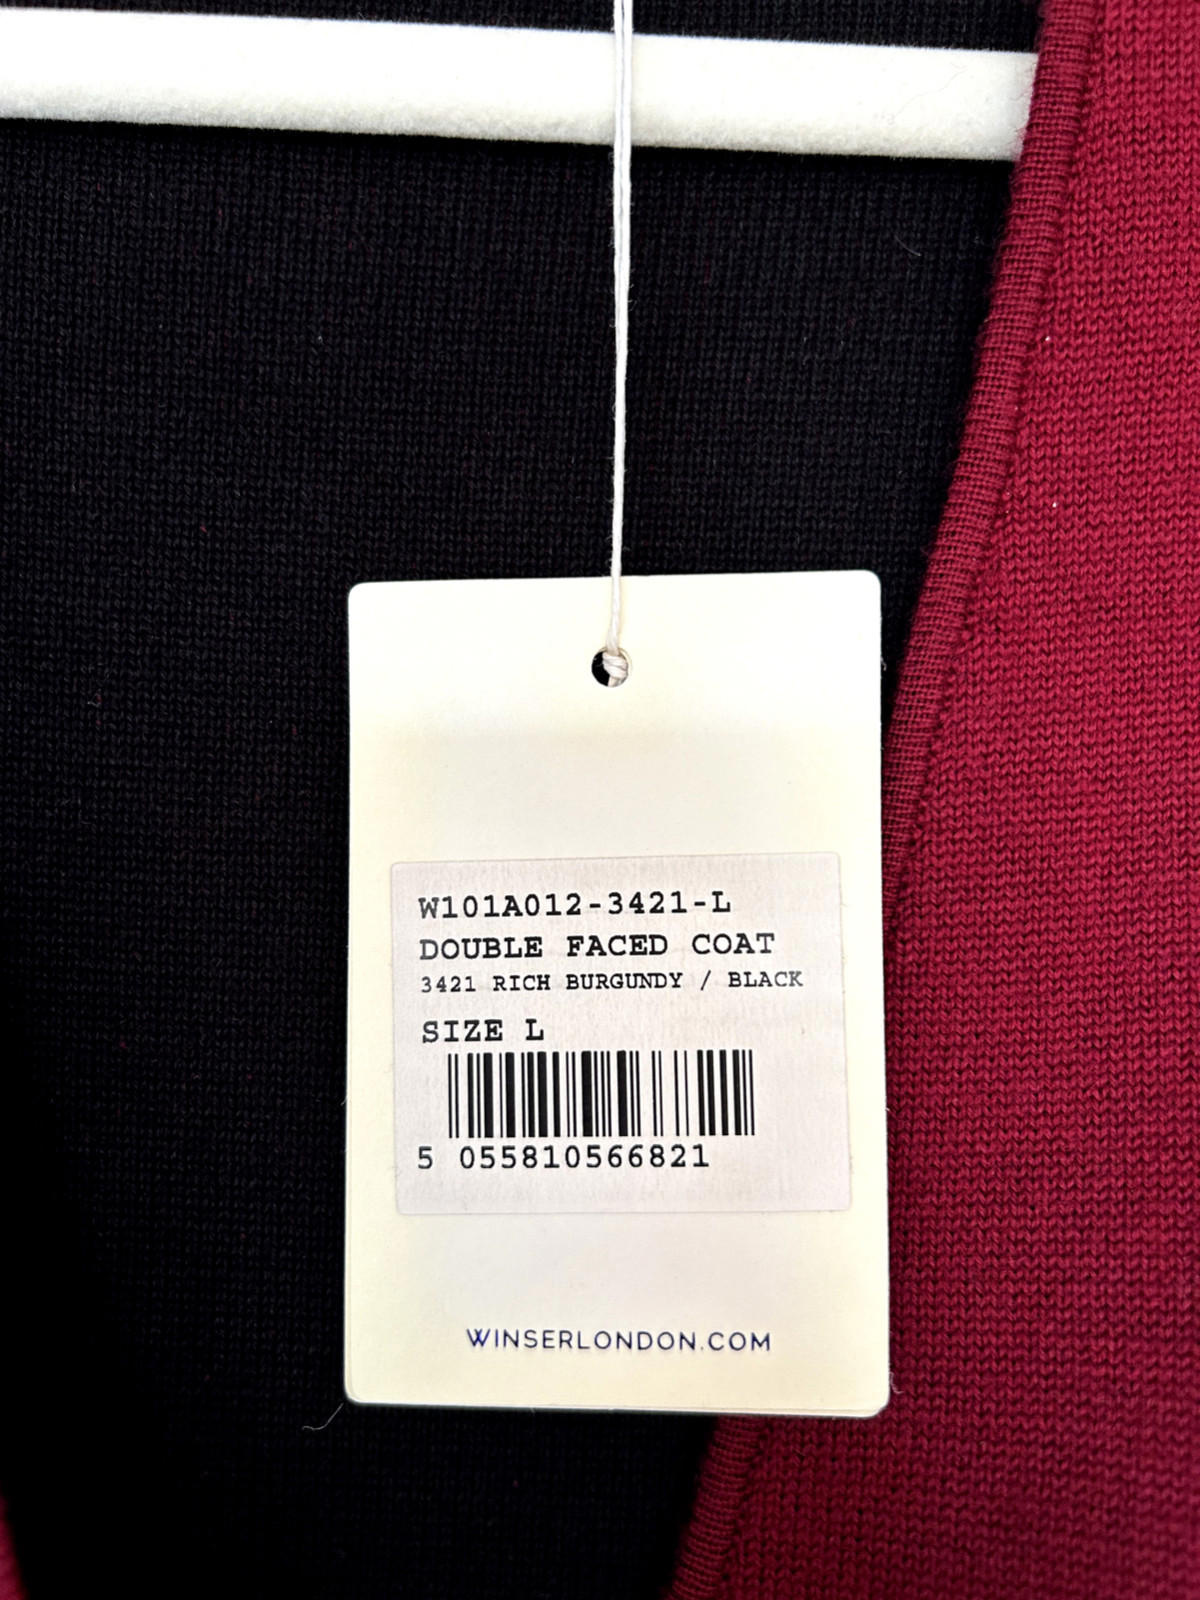 W101A012-3421-L
DOUBLE FACED COAT
3421 RICH BURGUNDY / BLACK
SIZE L
5 055810566821
WINSERLONDON.COM